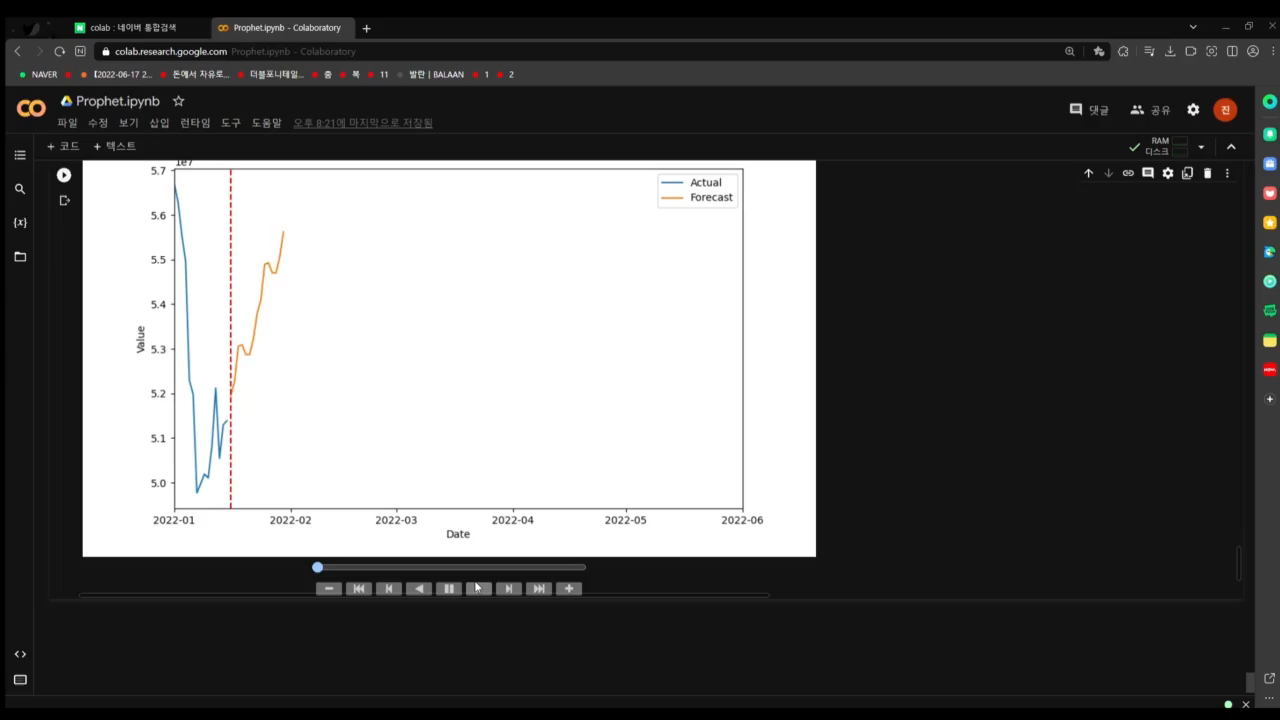 colab : 네이버 통합검색
Prophet.ipynb - Colaboratory
colab.research.google.com Prophet.ipynb - Colaboratory
NAVER
【2022-06-17 2...
돈에서 자유로...
더블포니테일...
춤
복
11
발란 | BALAAN
1
2
Prophet.ipynb
댓글
공유
진
파일 수정 보기 삽입 런타임 도구 도움말 오후 8:21에 마지막으로 저장됨
+ 코드 + 텍스트
RAM
디스크
{x}
1e7
Actual
Forecast
5.7
5.6
5.5
5.4
5.3
5.2
5.1
5.0
Value
2022-01 2022-02 2022-03 2022-04 2022-05 2022-06
Date